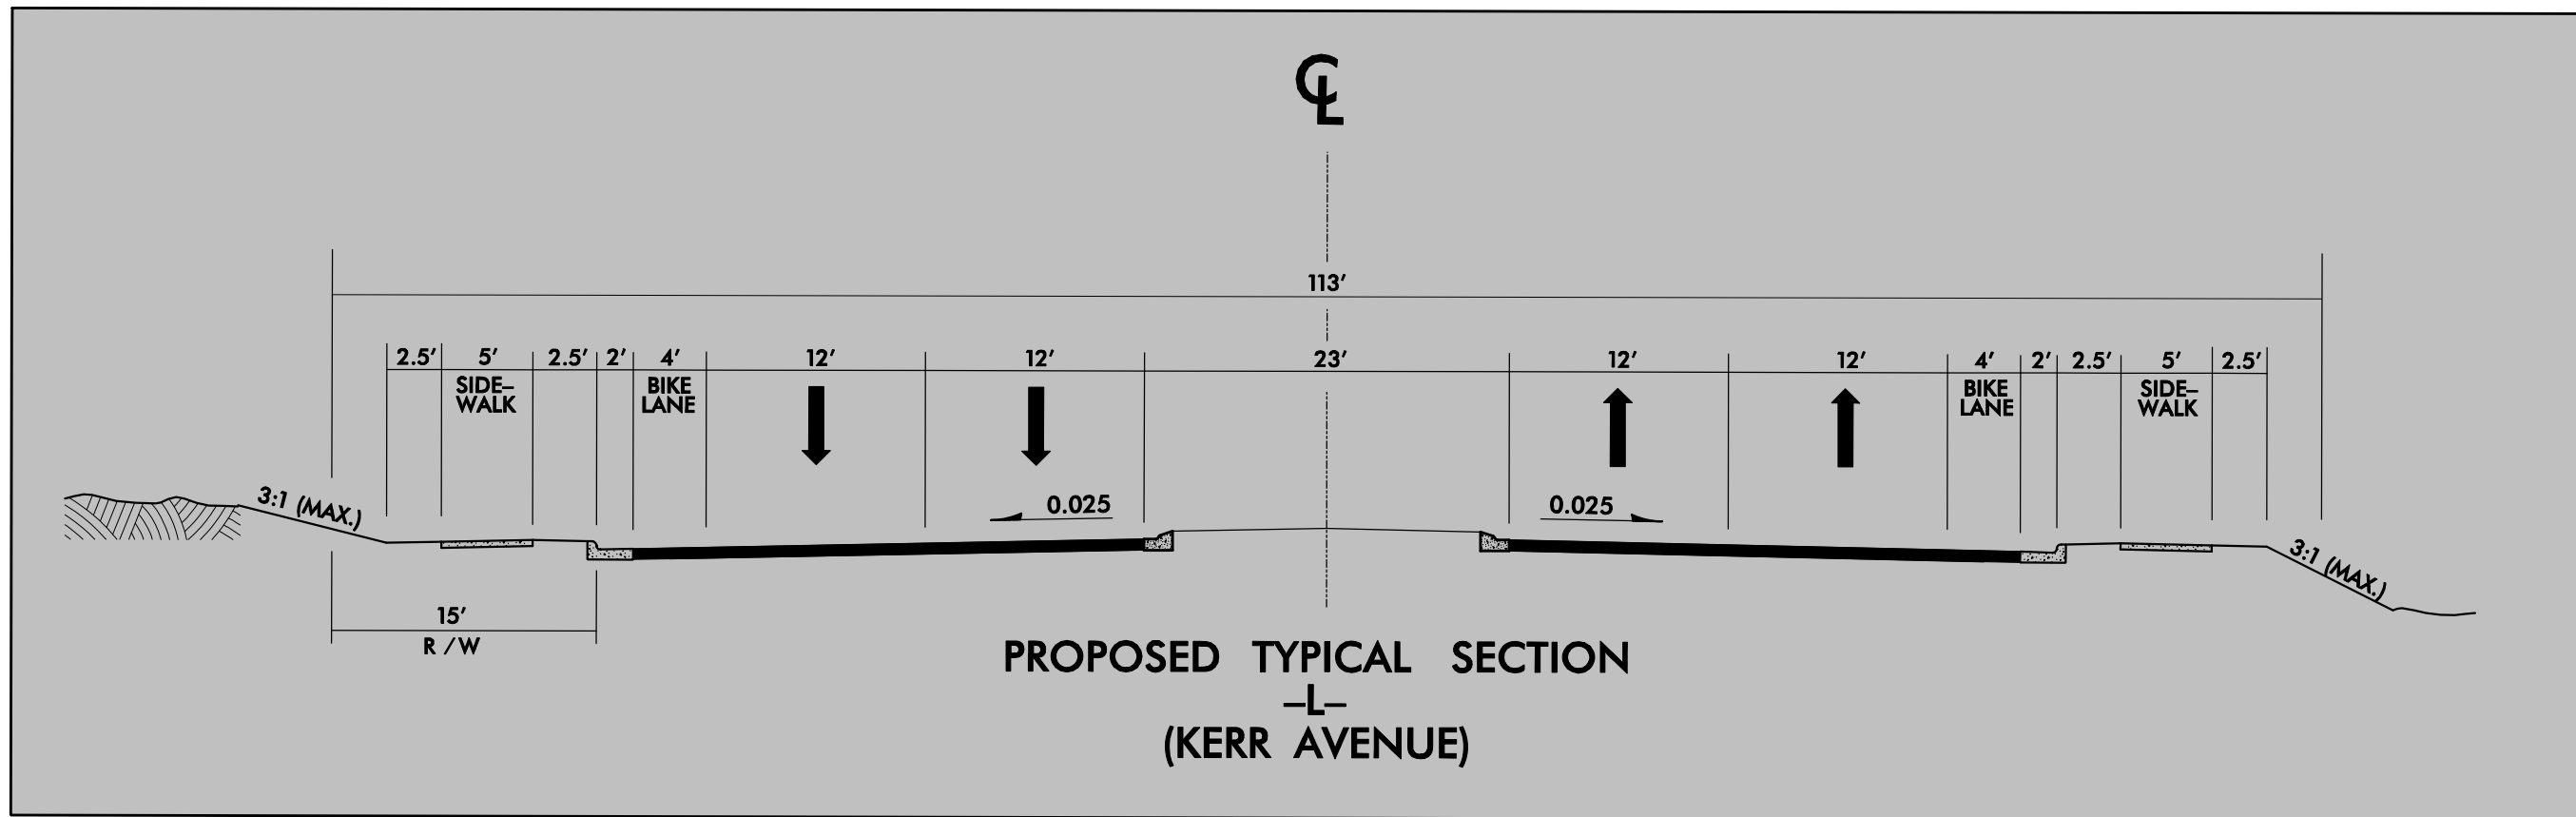 ℄
113′
2.5′ 5′ 2.5′ 2′ 4′ 12′ 12′ 23′ 12′ 12′ 4′ 2′ 2.5′ 5′ 2.5′
SIDE–
WALK
BIKE
LANE
BIKE
LANE
SIDE–
WALK
3:1 (MAX.)
0.025
0.025
3:1 (MAX.)
15′
R / W
PROPOSED TYPICAL SECTION
–L–
(KERR AVENUE)